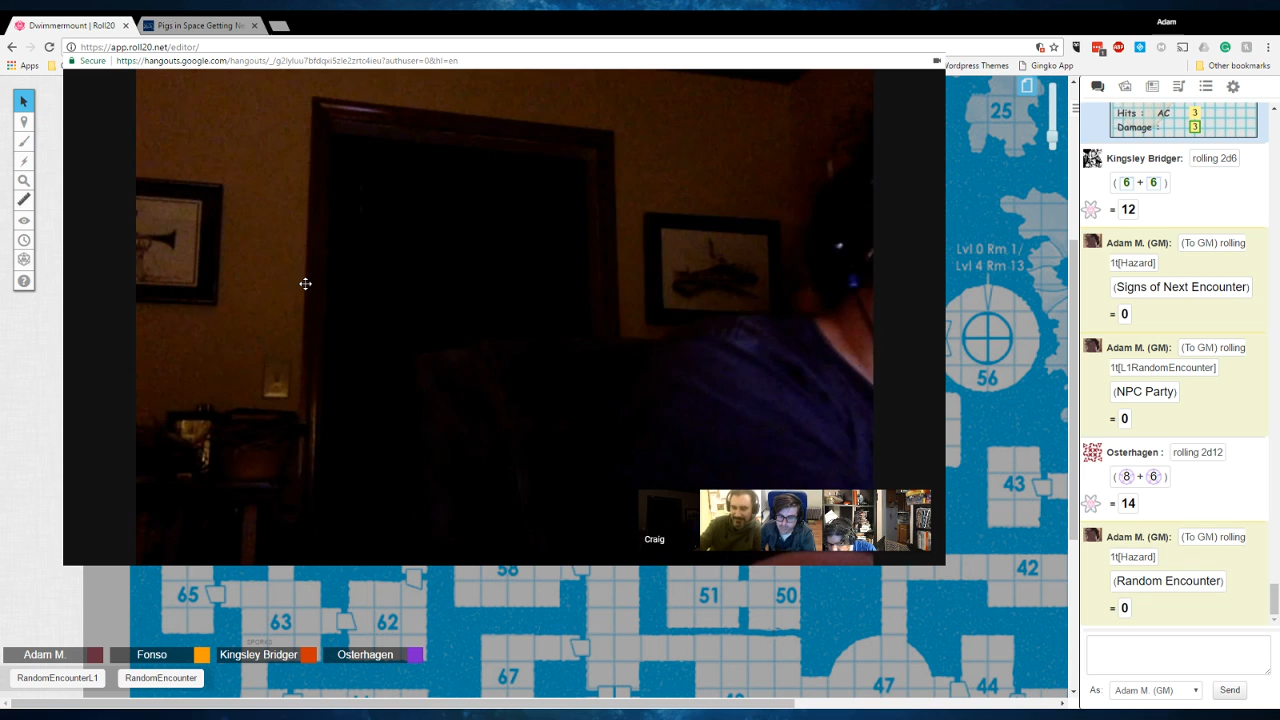 Adam
Dwimmermount | Roll20
Pigs in Space Getting Ne
https://app.roll20.net/editor/
Apps
Wordpress Themes
Gingko App
Other bookmarks
Secure
25
Lvl 0 Rm 1/
Lvl 4 Rm 13
56
43
42
65
63
62
58
51
50
67
47
44
Craig
Adam M.
Fonso
Kingsley Bridger
Osterhagen
RandomEncounterL1
RandomEncounter
Hits : AC 3
Damage : 3
Kingsley Bridger: rolling 2d6
( 6 + 6 )
= 12
Adam M. (GM): (To GM) rolling
1t[Hazard]
(Signs of Next Encounter)
= 0
Adam M. (GM): (To GM) rolling
1t[L1RandomEncounter]
(NPC Party)
= 0
Osterhagen : rolling 2d12
( 8 + 6 )
= 14
Adam M. (GM): (To GM) rolling
1t[Hazard]
(Random Encounter)
= 0
As: Adam M. (GM)
Send